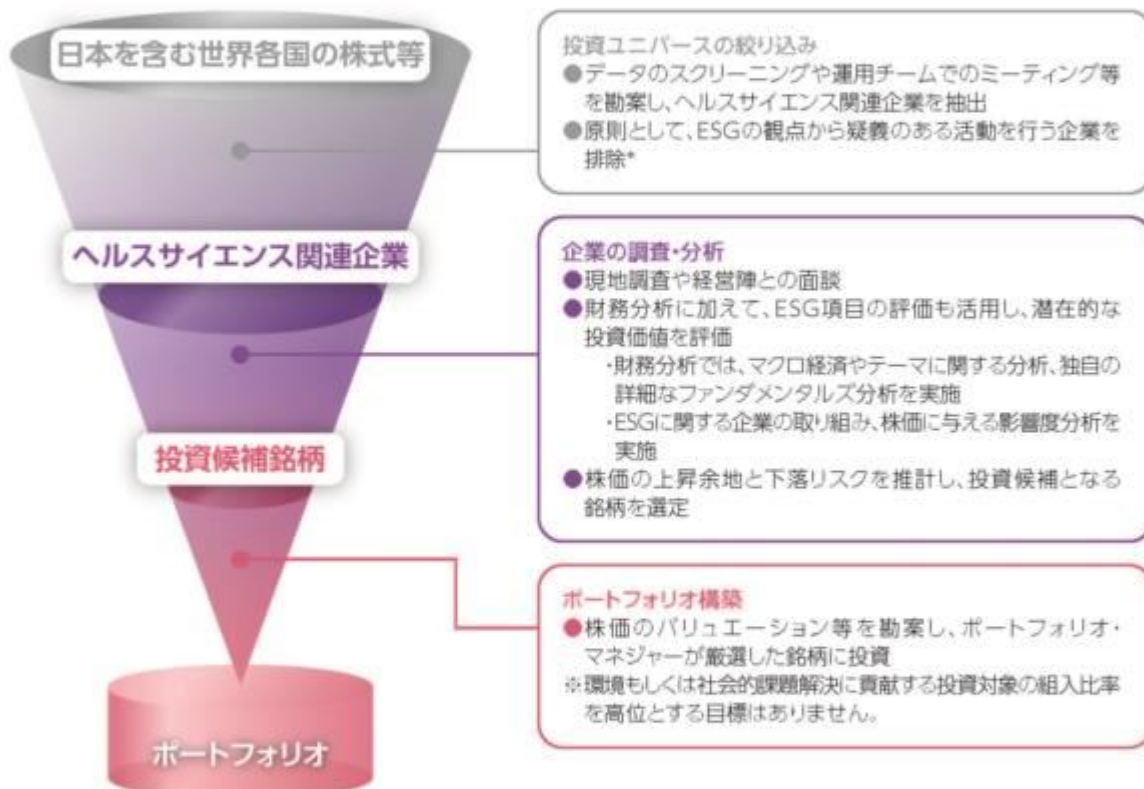 日本を含む世界各国の株式等
投資ユニバースの絞り込み
●データのスクリーニングや運用チームでのミーティング等
を勘案し、ヘルスサイエンス関連企業を抽出
●原則として、ESGの観点から疑義のある活動を行う企業を
排除*
ヘルスサイエンス関連企業
企業の調査・分析
●現地調査や経営陣との面談
●財務分析に加えて、ESG項目の評価も活用し、潜在的な
投資価値を評価
・財務分析では、マクロ経済やテーマに関する分析、独自の
詳細なファンダメンタルズ分析を実施
・ESGに関する企業の取り組み、株価に与える影響度分析を
実施
●株価の上昇余地と下落リスクを推計し、投資候補となる
銘柄を選定
投資候補銘柄
ポートフォリオ構築
●株価のバリュエーション等を勘案し、ポートフォリオ・
マネジャーが厳選した銘柄に投資
※環境もしくは社会的課題解決に貢献する投資対象の組入比率
を高位とする目標はありません。
ポートフォリオ